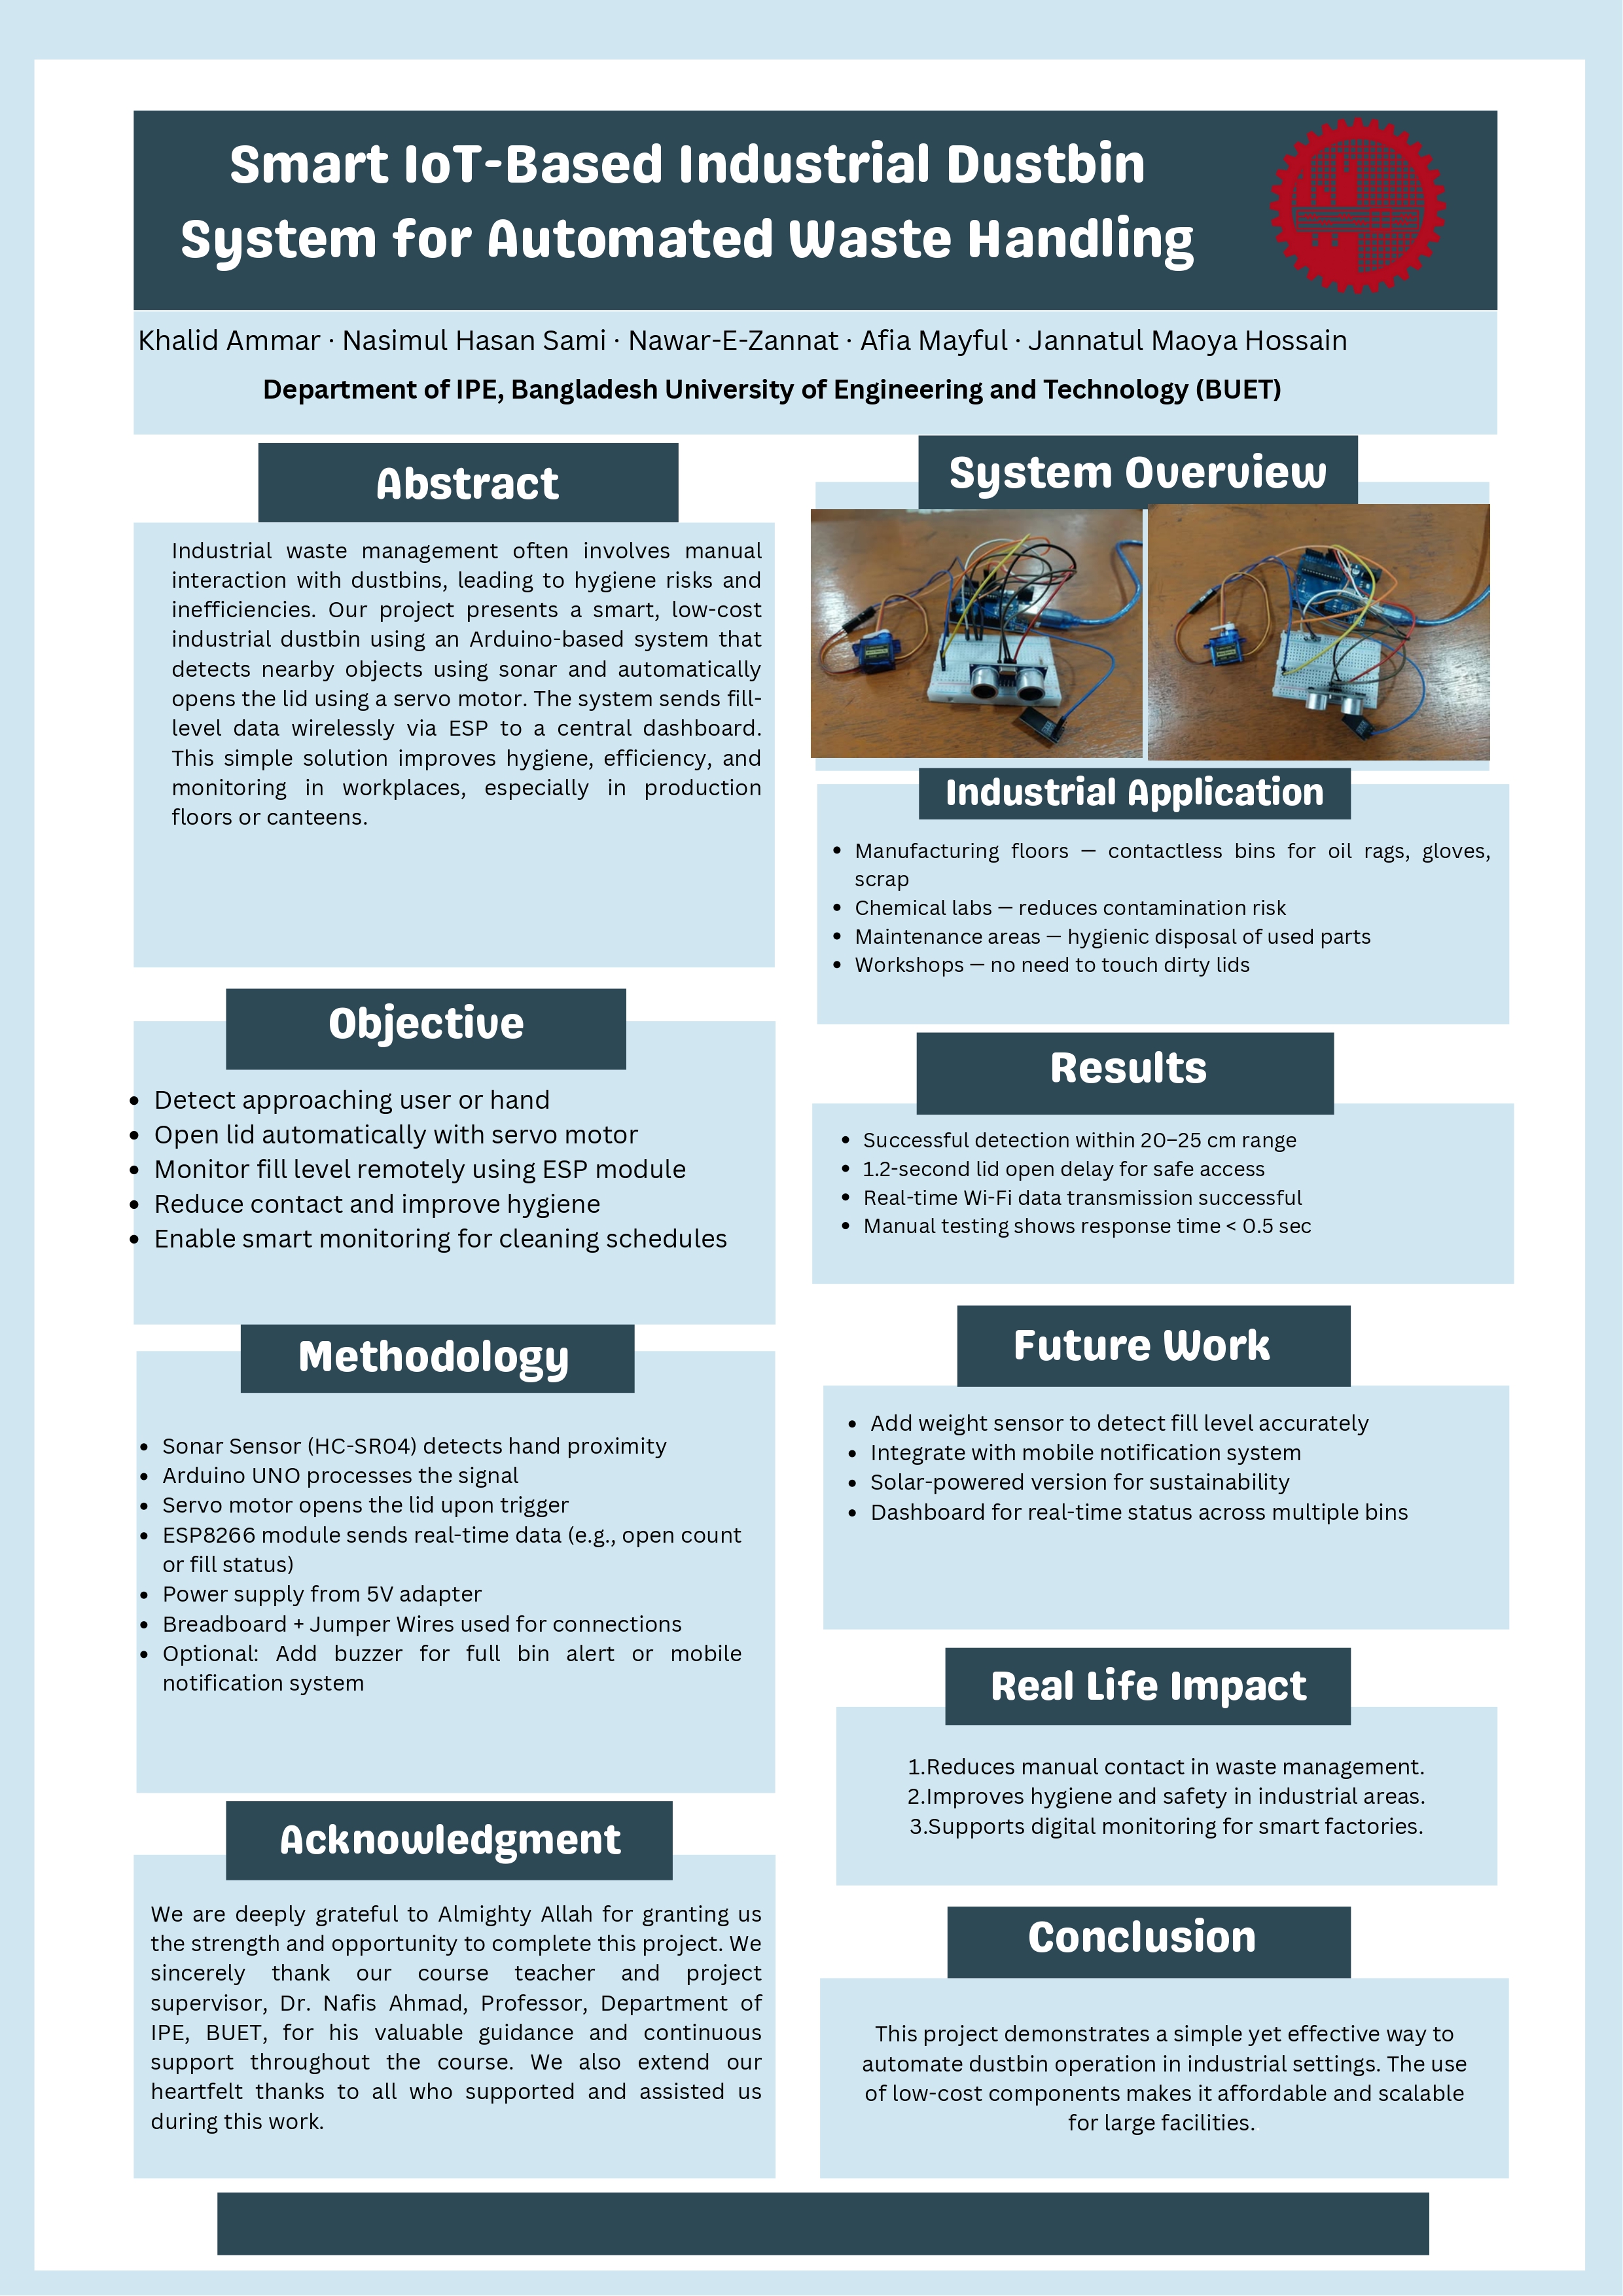 Smart IoT-Based Industrial Dustbin
System for Automated Waste Handling
Khalid Ammar · Nasimul Hasan Sami · Nawar-E-Zannat · Afia Mayful · Jannatul Maoya Hossain
Department of IPE, Bangladesh University of Engineering and Technology (BUET)
Abstract
Industrial waste management often involves manual
interaction with dustbins, leading to hygiene risks and
inefficiencies. Our project presents a smart, low-cost
industrial dustbin using an Arduino-based system that
detects nearby objects using sonar and automatically
opens the lid using a servo motor. The system sends fill-
level data wirelessly via ESP to a central dashboard.
This simple solution improves hygiene, efficiency, and
monitoring in workplaces, especially in production
floors or canteens.
Objective
• Detect approaching user or hand
• Open lid automatically with servo motor
• Monitor fill level remotely using ESP module
• Reduce contact and improve hygiene
• Enable smart monitoring for cleaning schedules
Methodology
• Sonar Sensor (HC-SR04) detects hand proximity
• Arduino UNO processes the signal
• Servo motor opens the lid upon trigger
• ESP8266 module sends real-time data (e.g., open count
or fill status)
• Power supply from 5V adapter
• Breadboard + Jumper Wires used for connections
• Optional: Add buzzer for full bin alert or mobile
notification system
Acknowledgment
We are deeply grateful to Almighty Allah for granting us
the strength and opportunity to complete this project. We
sincerely thank our course teacher and project
supervisor, Dr. Nafis Ahmad, Professor, Department of
IPE, BUET, for his valuable guidance and continuous
support throughout the course. We also extend our
heartfelt thanks to all who supported and assisted us
during this work.
System Overview
Industrial Application
• Manufacturing floors — contactless bins for oil rags, gloves,
scrap
• Chemical labs — reduces contamination risk
• Maintenance areas — hygienic disposal of used parts
• Workshops — no need to touch dirty lids
Results
• Successful detection within 20–25 cm range
• 1.2-second lid open delay for safe access
• Real-time Wi-Fi data transmission successful
• Manual testing shows response time < 0.5 sec
Future Work
• Add weight sensor to detect fill level accurately
• Integrate with mobile notification system
• Solar-powered version for sustainability
• Dashboard for real-time status across multiple bins
Real Life Impact
1.Reduces manual contact in waste management.
2.Improves hygiene and safety in industrial areas.
3.Supports digital monitoring for smart factories.
Conclusion
This project demonstrates a simple yet effective way to
automate dustbin operation in industrial settings. The use
of low-cost components makes it affordable and scalable
for large facilities.